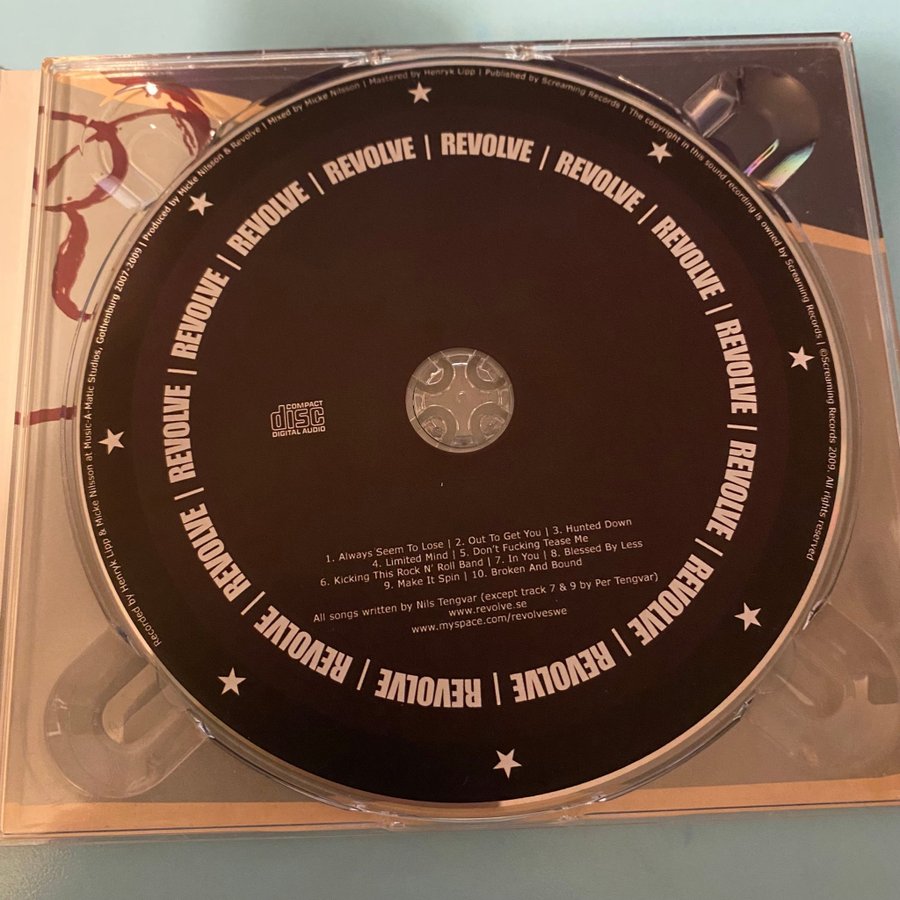 Recorded by Henryk Lipp & Micke Nilsson at Music-A-Matic Studios, Gothenburg 2007-2009 | Produced by Micke Nilsson & Revolve | Mixed by Micke Nilsson | Mastered by Henryk Lipp | Published by Screaming Records | The copyright in this sound recording is owned by Screaming Records | ©Screaming Records 2009. All rights reserved
REVOLVE | REVOLVE | REVOLVE | REVOLVE | REVOLVE | REVOLVE | REVOLVE | REVOLVE | REVOLVE | REVOLVE | REVOLVE | REVOLVE | REVOLVE | REVOLVE |
COMPACT
disc
DIGITAL AUDIO
1. Always Seem To Lose | 2. Out To Get You | 3. Hunted Down
4. Limited Mind | 5. Don't Fucking Tease Me
6. Kicking This Rock N' Roll Band | 7. In You | 8. Blessed By Less
9. Make It Spin | 10. Broken And Bound
All songs written by Nils Tengvar (except track 7 & 9 by Per Tengvar)
www.revolve.se
www.myspace.com/revolveswe